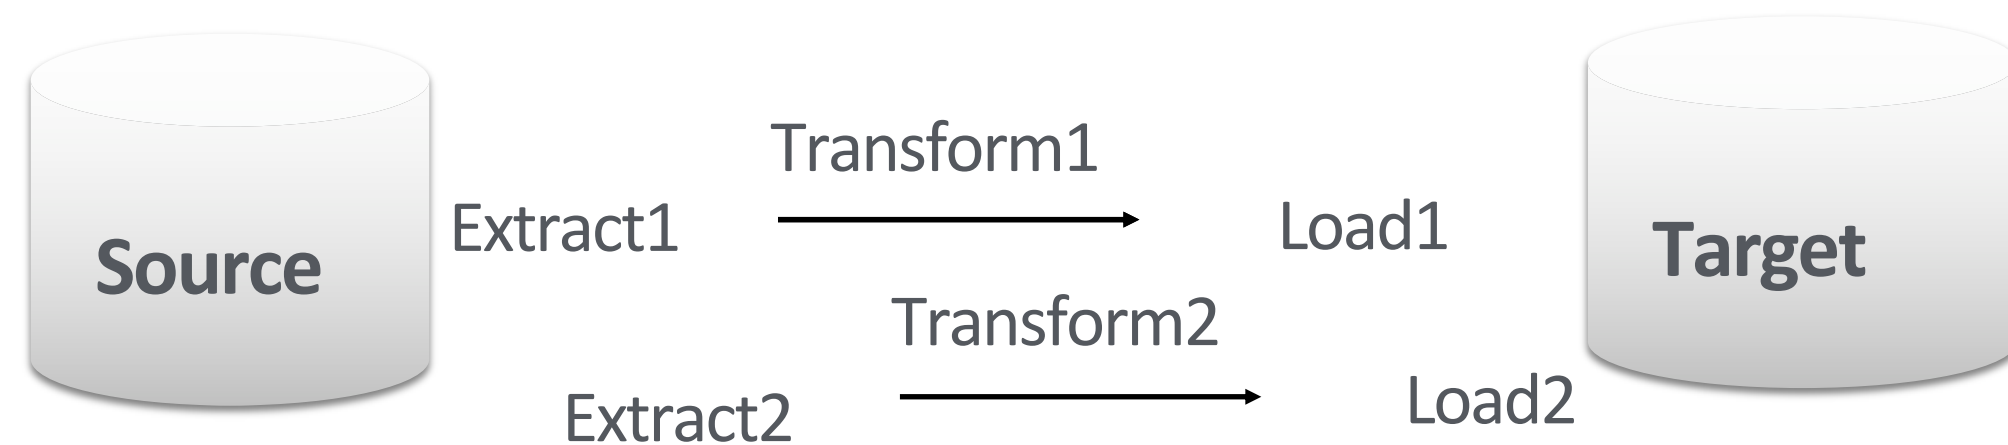 Source
Extract1
Transform1
Load1
Target
Extract2
Transform2
Load2